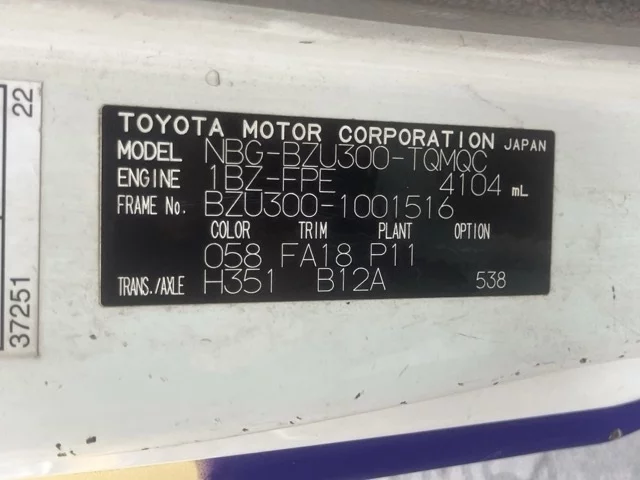 TOYOTA MOTOR CORPORATION JAPAN
MODEL NBG-BZU300-TQMQC
ENGINE 1BZ-FPE 4104 mL
FRAME No. BZU300-1001516
COLOR TRIM PLANT OPTION
058 FA18 P11
TRANS./AXLE H351 B12A 538
37251 22